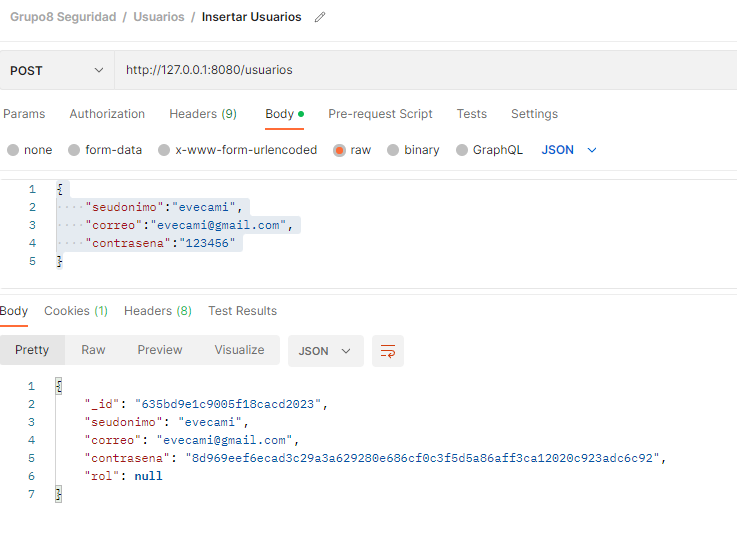 Grupo8 Seguridad / Usuarios / Insertar Usuarios
POST http://127.0.0.1:8080/usuarios
Params Authorization Headers (9) Body Pre-request Script Tests Settings
none form-data x-www-form-urlencoded raw binary GraphQL JSON
1 {
2 ····"seudonimo":"evecami",
3 ····"correo":"evecami@gmail.com",
4 ····"contrasena":"123456"
5 }
Body Cookies (1) Headers (8) Test Results
Pretty Raw Preview Visualize JSON
1 {
2 "_id": "635bd9e1c9005f18cacd2023",
3 "seudonimo": "evecami",
4 "correo": "evecami@gmail.com",
5 "contrasena": "8d969eef6ecad3c29a3a629280e686cf0c3f5d5a86aff3ca12020c923adc6c92",
6 "rol": null
7 }